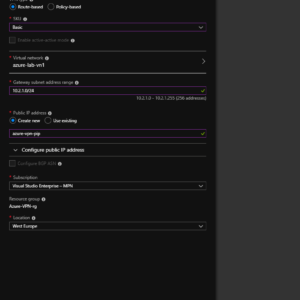 Route-based Policy-based
* SKU
Basic
Enable active-active mode
* Virtual network
azure-lab-vn1
* Gateway subnet address range
10.2.1.0/24
10.2.1.0 - 10.2.1.255 (256 addresses)
* Public IP address
Create new Use existing
azure-vpn-pip
Configure public IP address
Configure BGP ASN
* Subscription
Visual Studio Enterprise – MPN
Resource group
Azure-VPN-rg
* Location
West Europe